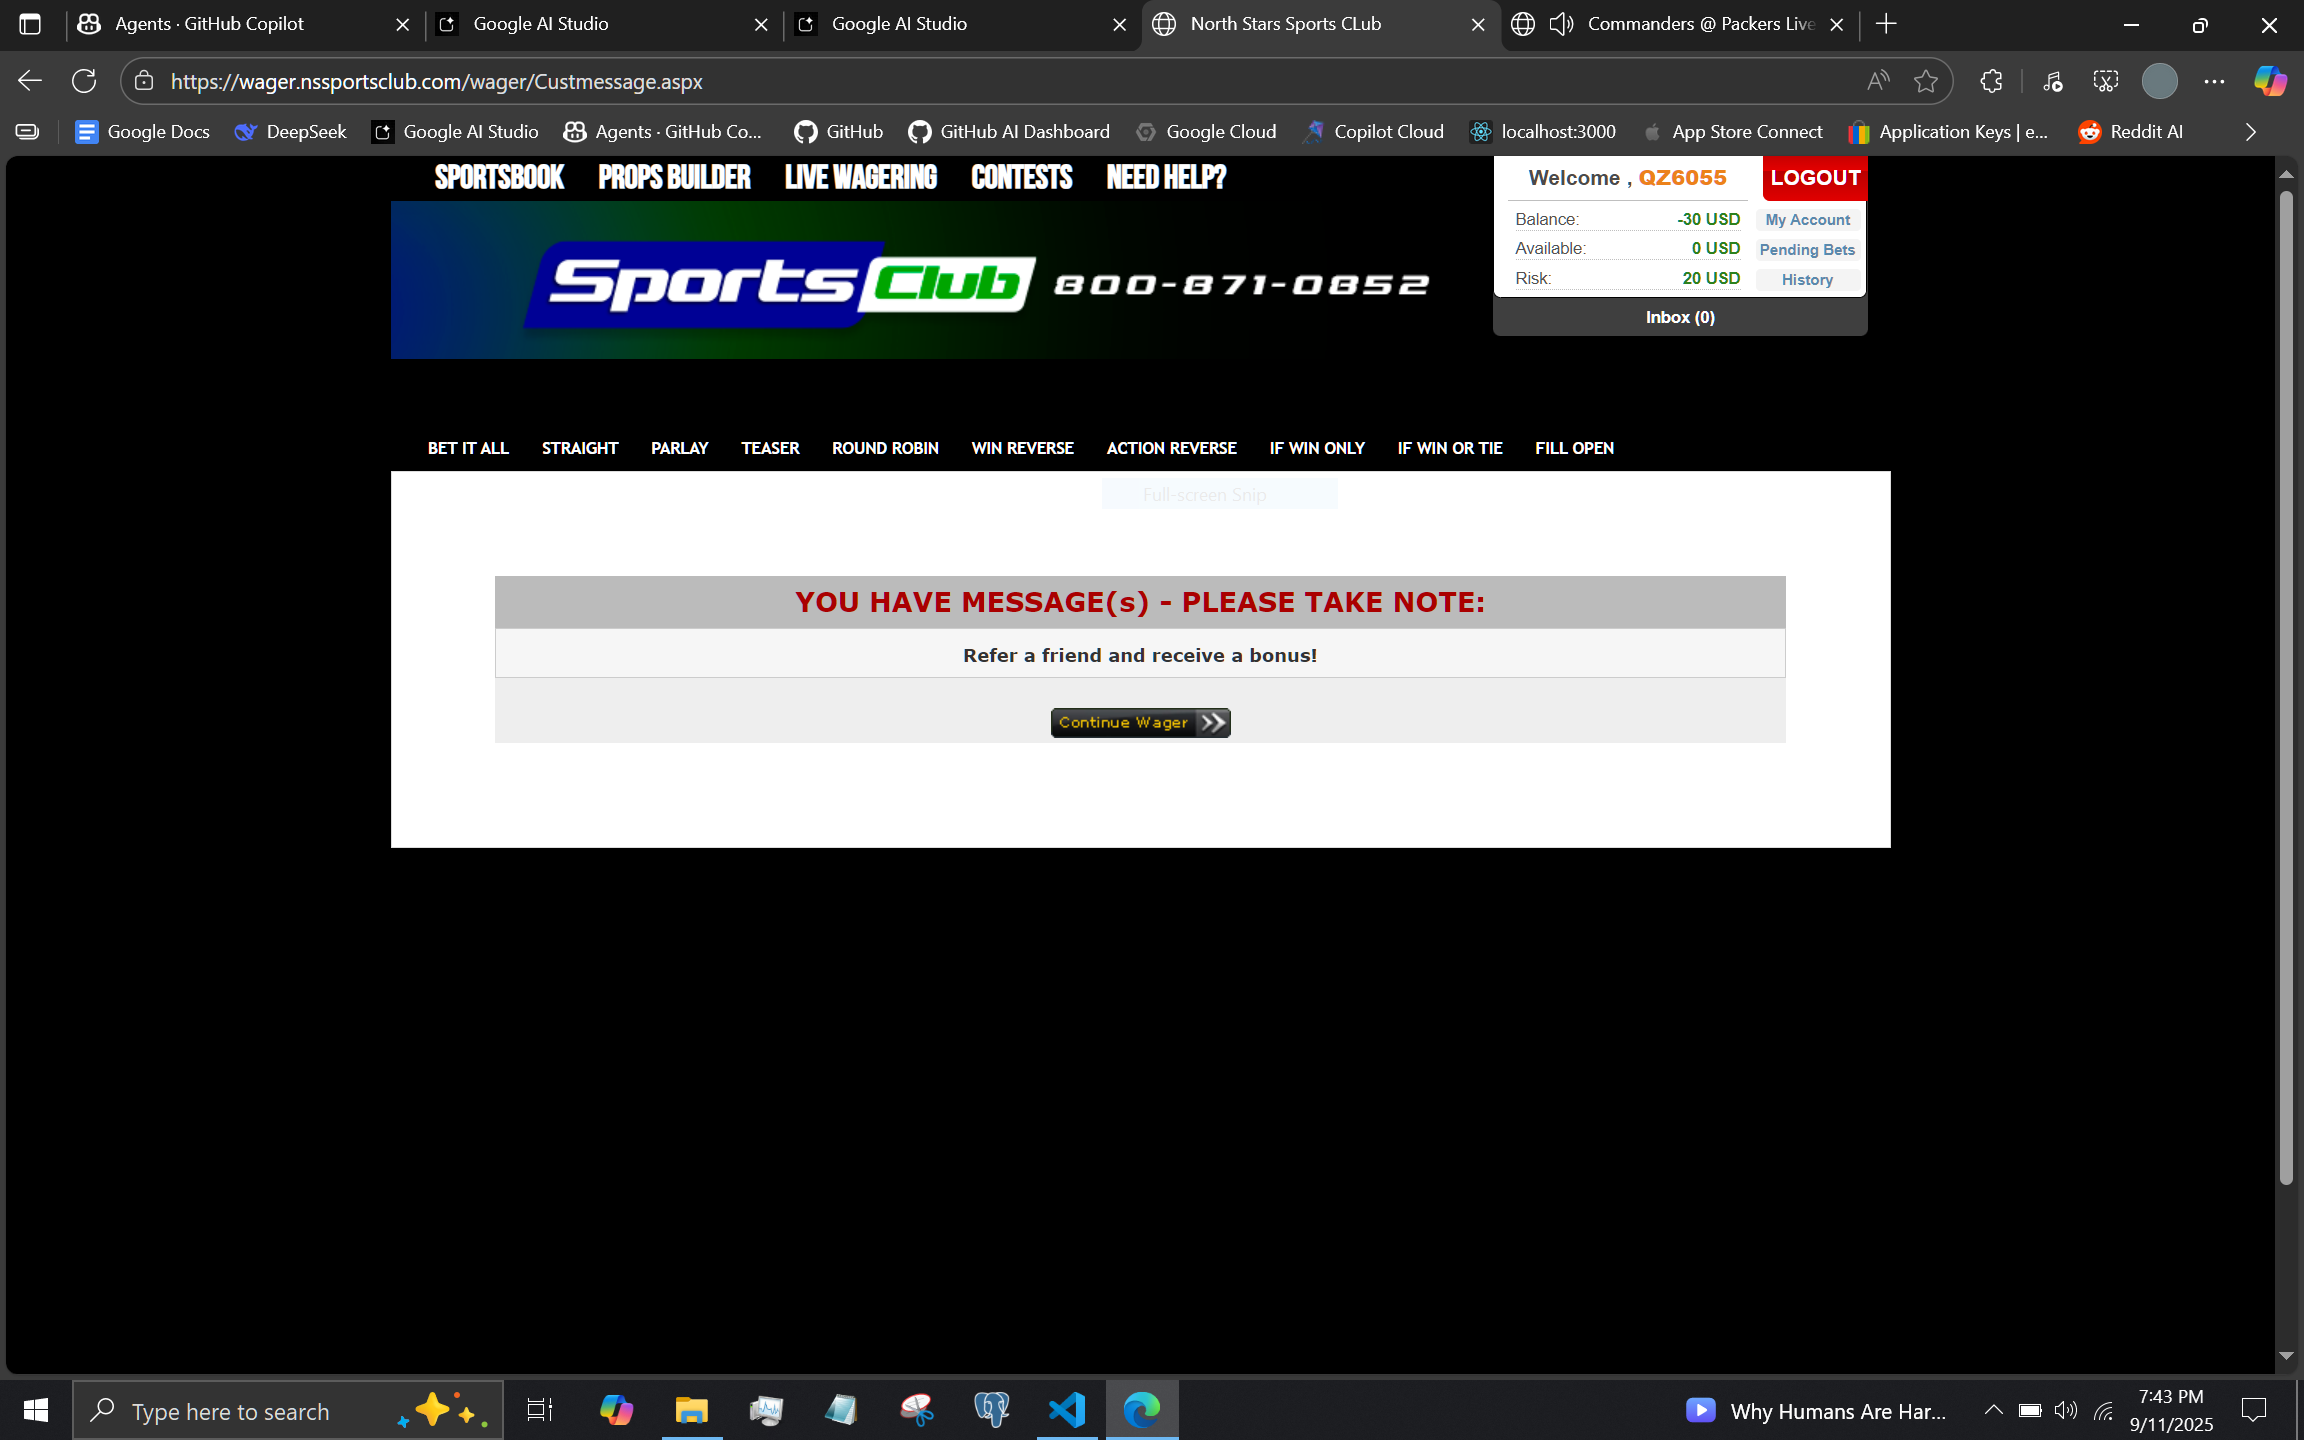 Agents · GitHub Copilot
Google AI Studio
Google AI Studio
North Stars Sports CLub
Commanders @ Packers Live
https://wager.nssportsclub.com/wager/Custmessage.aspx
Google Docs
DeepSeek
Google AI Studio
Agents · GitHub Co...
GitHub
GitHub AI Dashboard
Google Cloud
Copilot Cloud
localhost:3000
App Store Connect
Application Keys | e...
Reddit AI
SPORTSBOOK PROPS BUILDER LIVE WAGERING CONTESTS NEED HELP?
Welcome , QZ6055
LOGOUT
Balance: -30 USD
My Account
Available: 0 USD
Pending Bets
Risk: 20 USD
History
Inbox (0)
Sports Club 800-871-0852
BET IT ALL STRAIGHT PARLAY TEASER ROUND ROBIN WIN REVERSE ACTION REVERSE IF WIN ONLY IF WIN OR TIE FILL OPEN
Full-screen Snip
YOU HAVE MESSAGE(s) - PLEASE TAKE NOTE:
Refer a friend and receive a bonus!
Continue Wager
Type here to search
Why Humans Are Har...
7:43 PM
9/11/2025